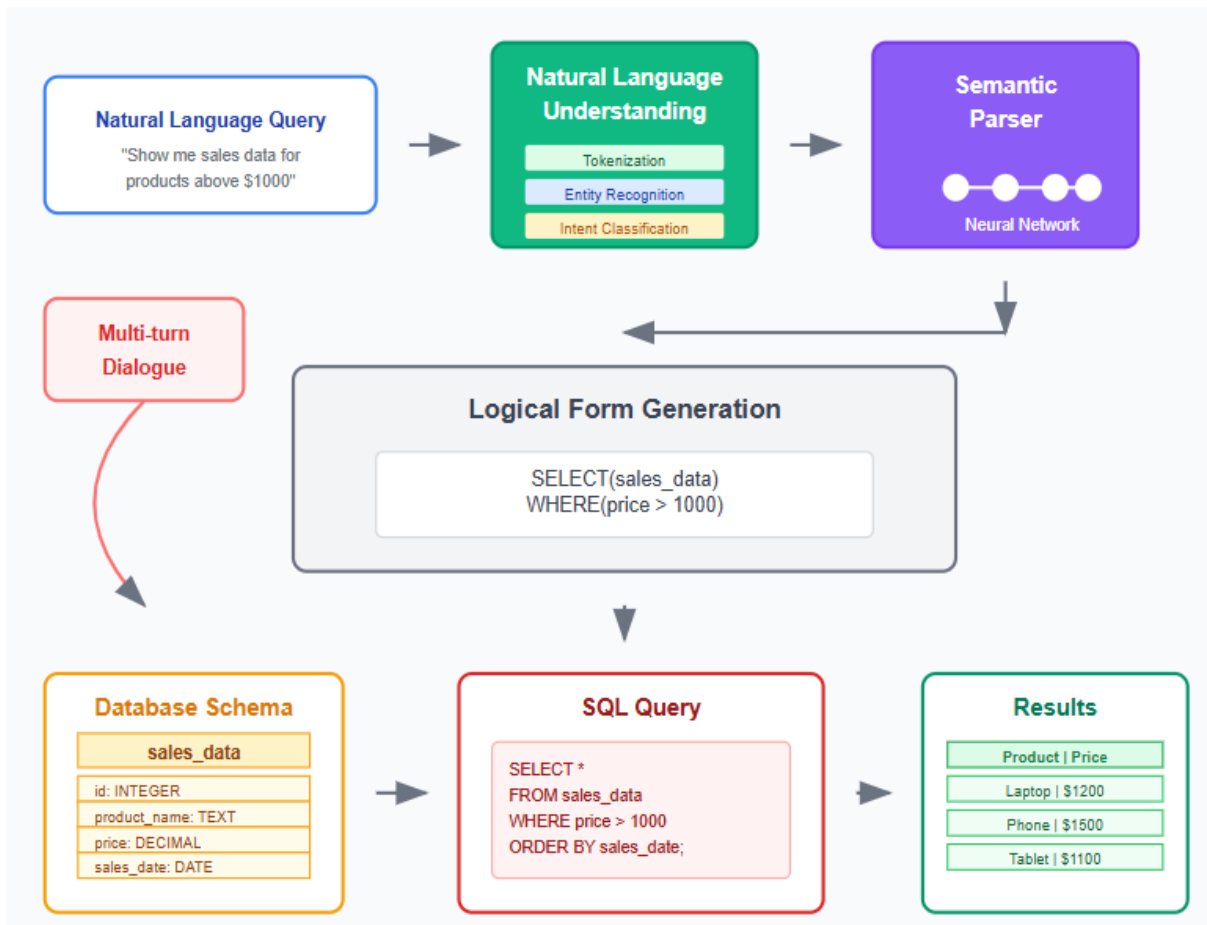 Natural Language Query
"Show me sales data for
products above $1000"
Natural Language
Understanding
Tokenization
Entity Recognition
Intent Classification
Semantic
Parser
Neural Network
Multi-turn
Dialogue
Logical Form Generation
SELECT(sales_data)
WHERE(price > 1000)
Database Schema
sales_data
id: INTEGER
product_name: TEXT
price: DECIMAL
sales_date: DATE
SQL Query
SELECT *
FROM sales_data
WHERE price > 1000
ORDER BY sales_date;
Results
Product | Price
Laptop | $1200
Phone | $1500
Tablet | $1100